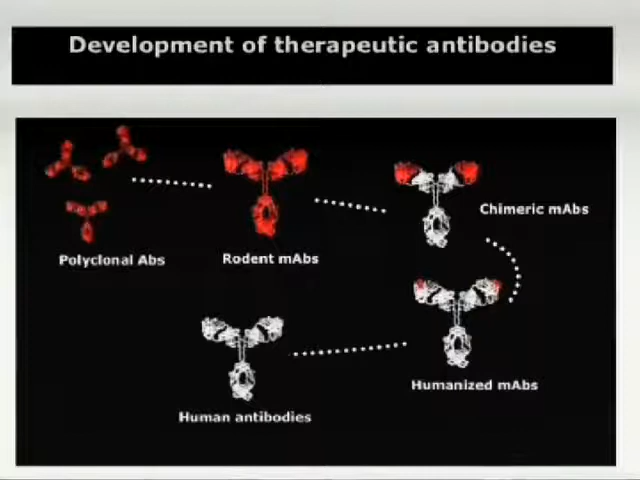 Development of therapeutic antibodies
Polyclonal Abs
Rodent mAbs
Chimeric mAbs
Humanized mAbs
Human antibodies